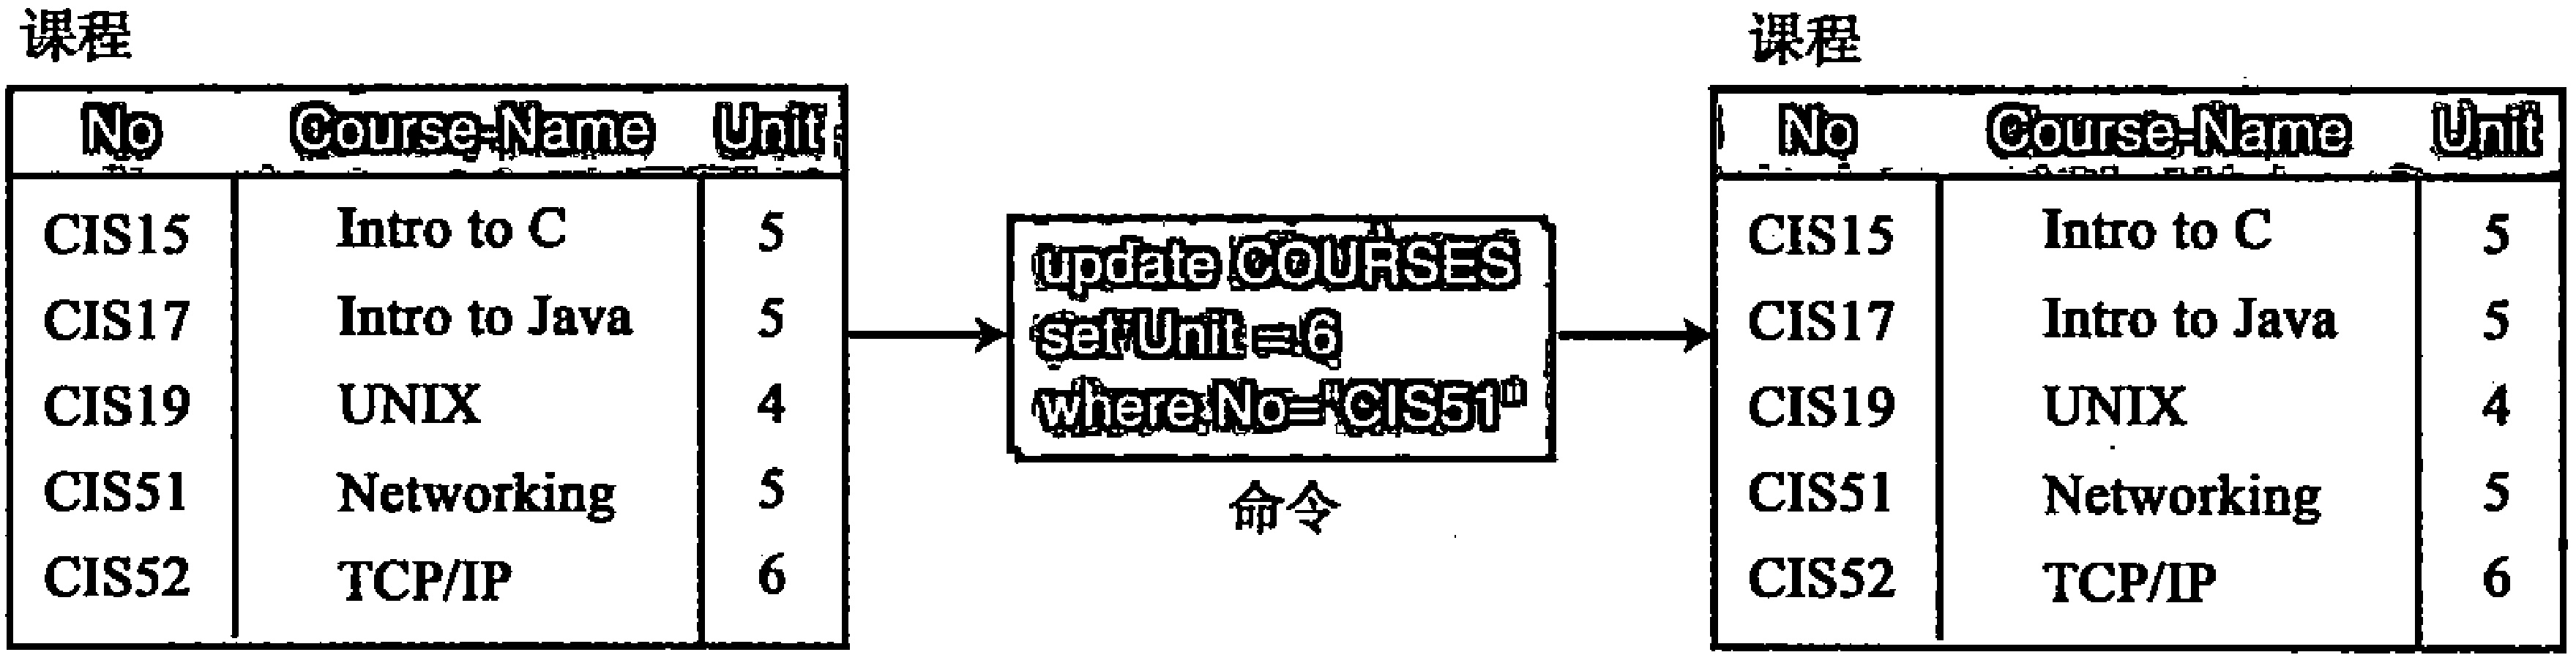 课程
No Course-Name Unit
CIS15 Intro to C 5
CIS17 Intro to Java 5
CIS19 UNIX 4
CIS51 Networking 5
CIS52 TCP/IP 6
update COURSES
set Unit = 6
where No="CIS51"
命令
课程
No Course-Name Unit
CIS15 Intro to C 5
CIS17 Intro to Java 5
CIS19 UNIX 4
CIS51 Networking 5
CIS52 TCP/IP 6